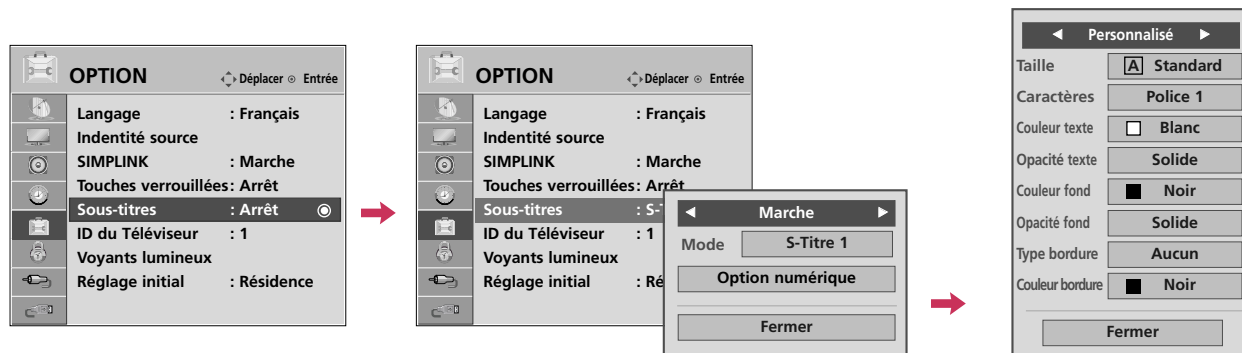 OPTION
Déplacer
Entrée
Langage : Français
Indentité source
SIMPLINK : Marche
Touches verrouillées: Arrêt
Sous-titres : Arrêt
ID du Téléviseur : 1
Voyants lumineux
Réglage initial : Résidence
OPTION
Déplacer
Entrée
Langage : Français
Indentité source
SIMPLINK : Marche
Touches verrouillées: Arrêt
Sous-titres : S-
ID du Téléviseur : 1
Voyants lumineux
Réglage initial : Ré
Marche
Mode S-Titre 1
Option numérique
Fermer
Personnalisé
Taille A Standard
Caractères Police 1
Couleur texte Blanc
Opacité texte Solide
Couleur fond Noir
Opacité fond Solide
Type bordure Aucun
Couleur bordure Noir
Fermer